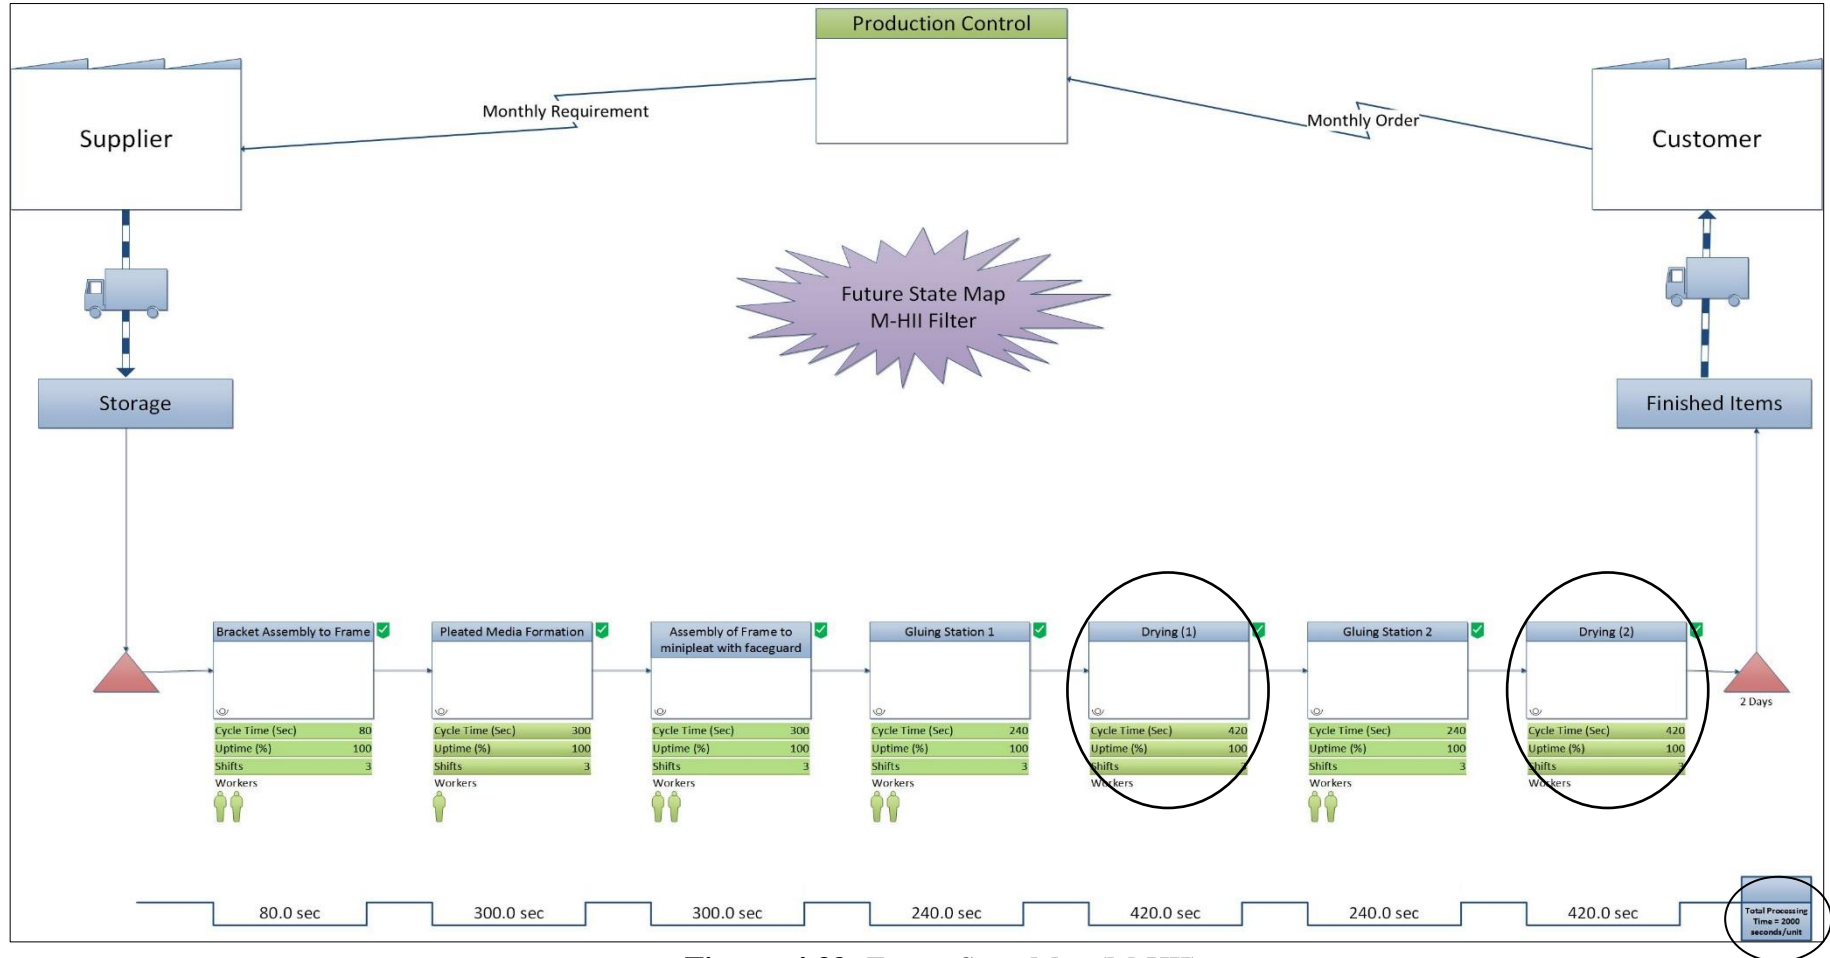 Production Control
Monthly Requirement
Monthly Order
Supplier
Customer
Future State Map
M-HII Filter
Storage
Finished Items
Bracket Assembly to Frame
Cycle Time (Sec) 80
Uptime (%) 100
Shifts 3
Workers
Pleated Media Formation
Cycle Time (Sec) 300
Uptime (%) 100
Shifts 3
Workers
Assembly of Frame to
minipleat with faceguard
Cycle Time (Sec) 300
Uptime (%) 100
Shifts 3
Workers
Gluing Station 1
Cycle Time (Sec) 240
Uptime (%) 100
Shifts 3
Workers
Drying (1)
Cycle Time (Sec) 420
Uptime (%) 100
Shifts 3
Workers
Gluing Station 2
Cycle Time (Sec) 240
Uptime (%) 100
Shifts 3
Workers
Drying (2)
Cycle Time (Sec) 420
Uptime (%) 100
Shifts 3
Workers
2 Days
80.0 sec
300.0 sec
300.0 sec
240.0 sec
420.0 sec
240.0 sec
420.0 sec
Total Processing
Time = 2000
seconds/unit